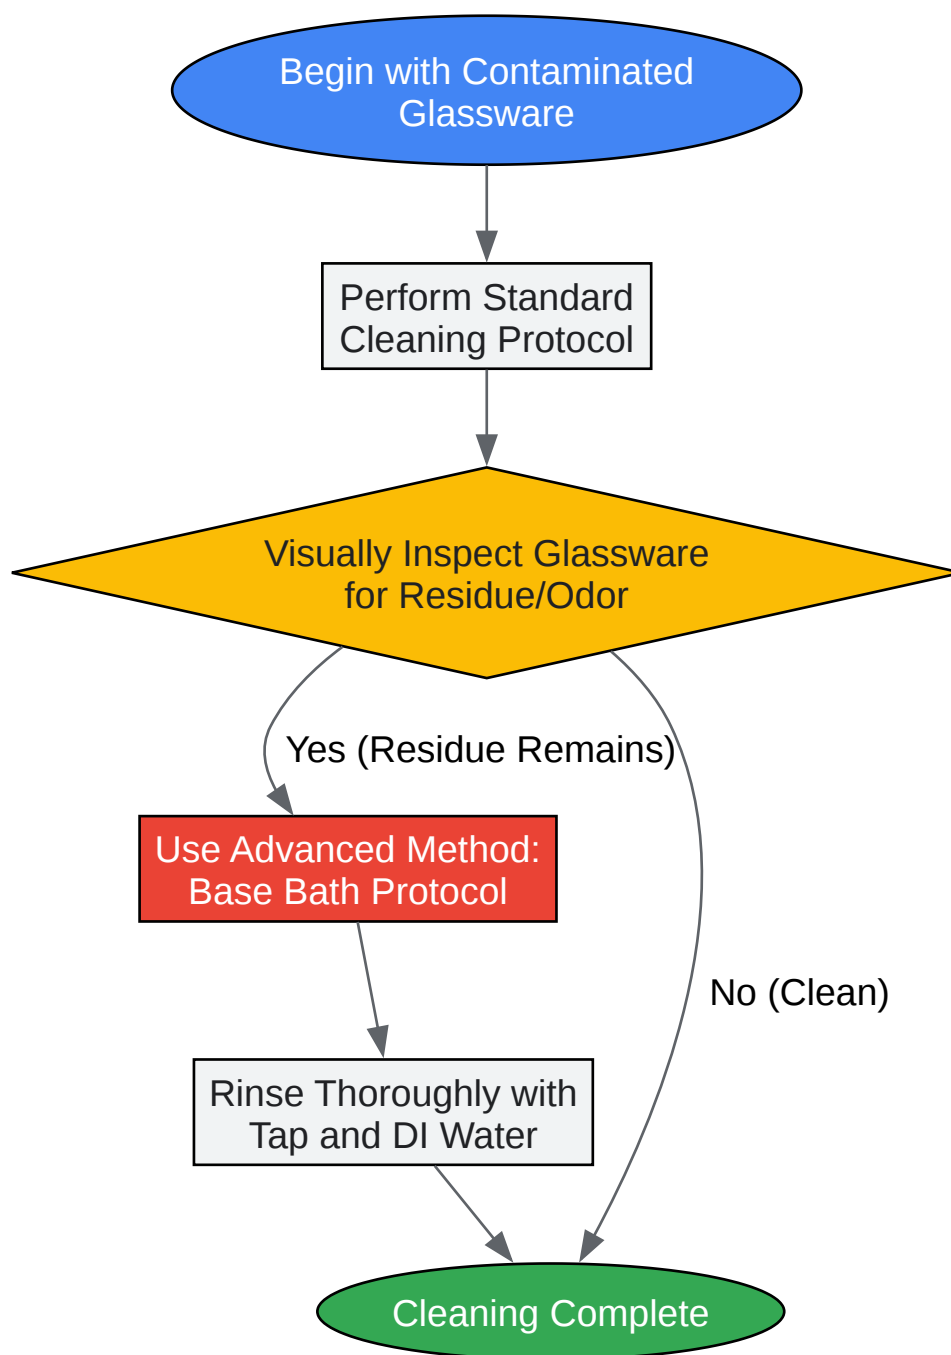 Begin with Contaminated
Glassware
Perform Standard
Cleaning Protocol
Visually Inspect Glassware
for Residue/Odor
Yes (Residue Remains)
Use Advanced Method:
Base Bath Protocol
No (Clean)
Rinse Thoroughly with
Tap and DI Water
Cleaning Complete